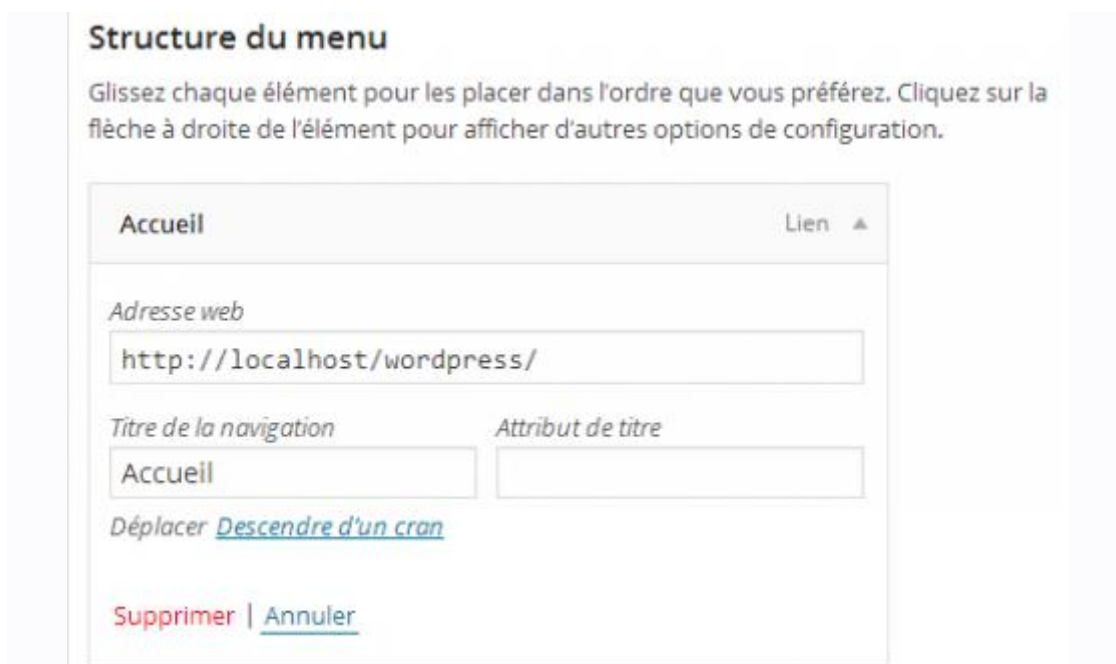 Structure du menu
Glissez chaque élément pour les placer dans l'ordre que vous préférez. Cliquez sur la
flèche à droite de l'élément pour afficher d'autres options de configuration.
Accueil Lien ▲
Adresse web
http://localhost/wordpress/
Titre de la navigation Attribut de titre
Accueil
Déplacer Descendre d'un cran
Supprimer | Annuler